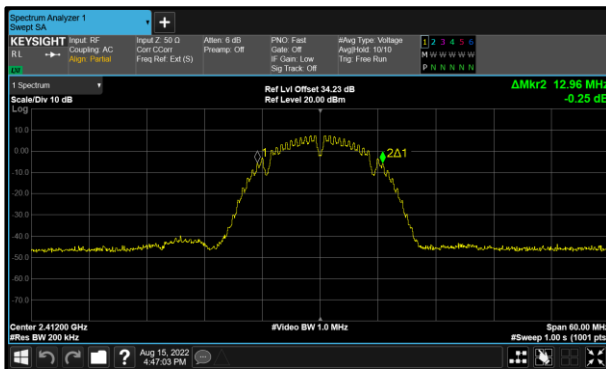 Spectrum Analyzer 1
Swept SA
KEYSIGHT Input: RF Input Z: 50 Ω Atten: 6 dB PNO: Fast #Avg Type: Voltage 1 2 3 4 5 6
RL Coupling: AC Corr CCorr Preamp: Off Gate: Off Avg|Hold: 10/10 M W W W W W
Align: Partial Freq Ref: Ext (S) IF Gain: Low Trig: Free Run
Sig Track: Off P N N N N N
1 Spectrum Ref Lvl Offset 34.23 dB ΔMkr2 12.96 MHz
Scale/Div 10 dB Ref Level 20.00 dBm -0.25 dB
Log
10.0
1 2Δ1
0.00
-10.0
-20.0
-30.0
-40.0
-50.0
-60.0
-70.0
Center 2.41200 GHz #Video BW 1.0 MHz Span 60.00 MHz
#Res BW 200 kHz #Sweep 1.00 s (1001 pts
Aug 15, 2022
4:47:03 PM